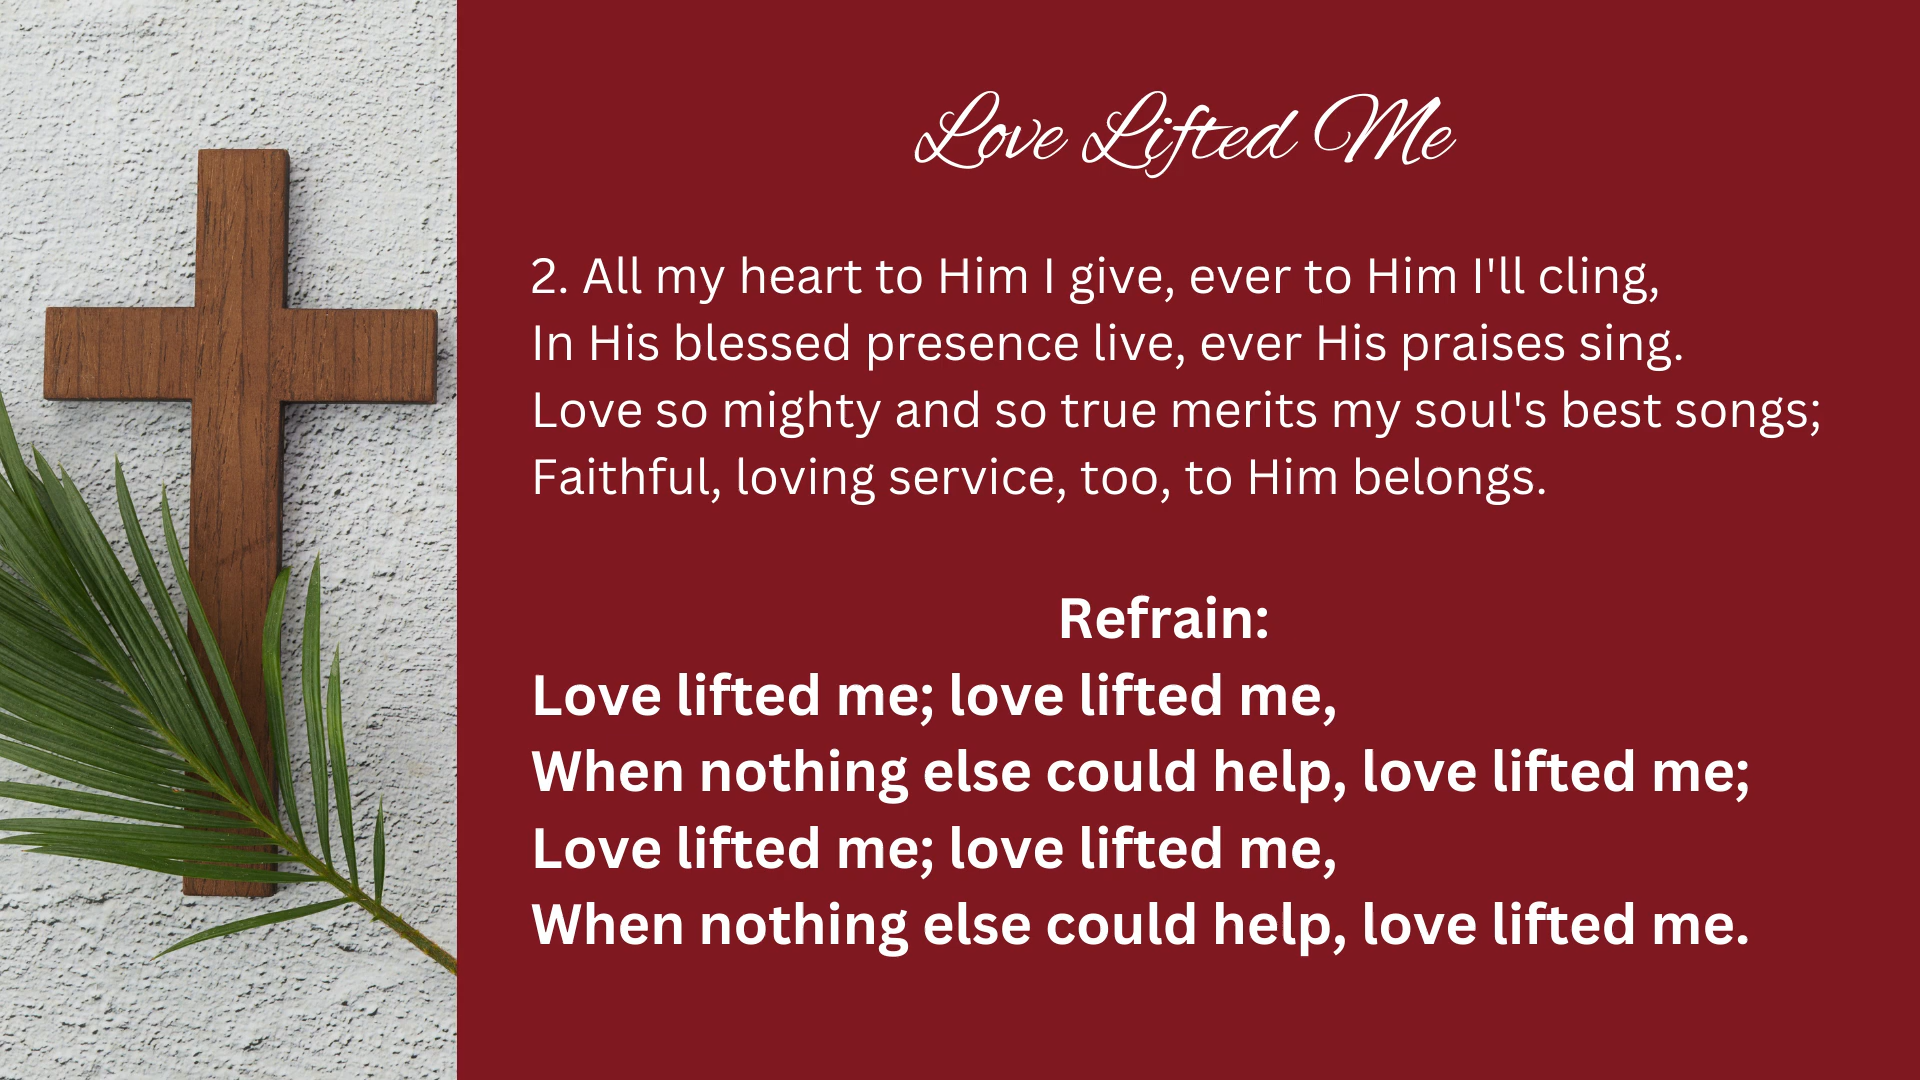 Love Lifted Me
2. All my heart to Him I give, ever to Him I'll cling,
In His blessed presence live, ever His praises sing.
Love so mighty and so true merits my soul's best songs;
Faithful, loving service, too, to Him belongs.
Refrain:
Love lifted me; love lifted me,
When nothing else could help, love lifted me;
Love lifted me; love lifted me,
When nothing else could help, love lifted me.